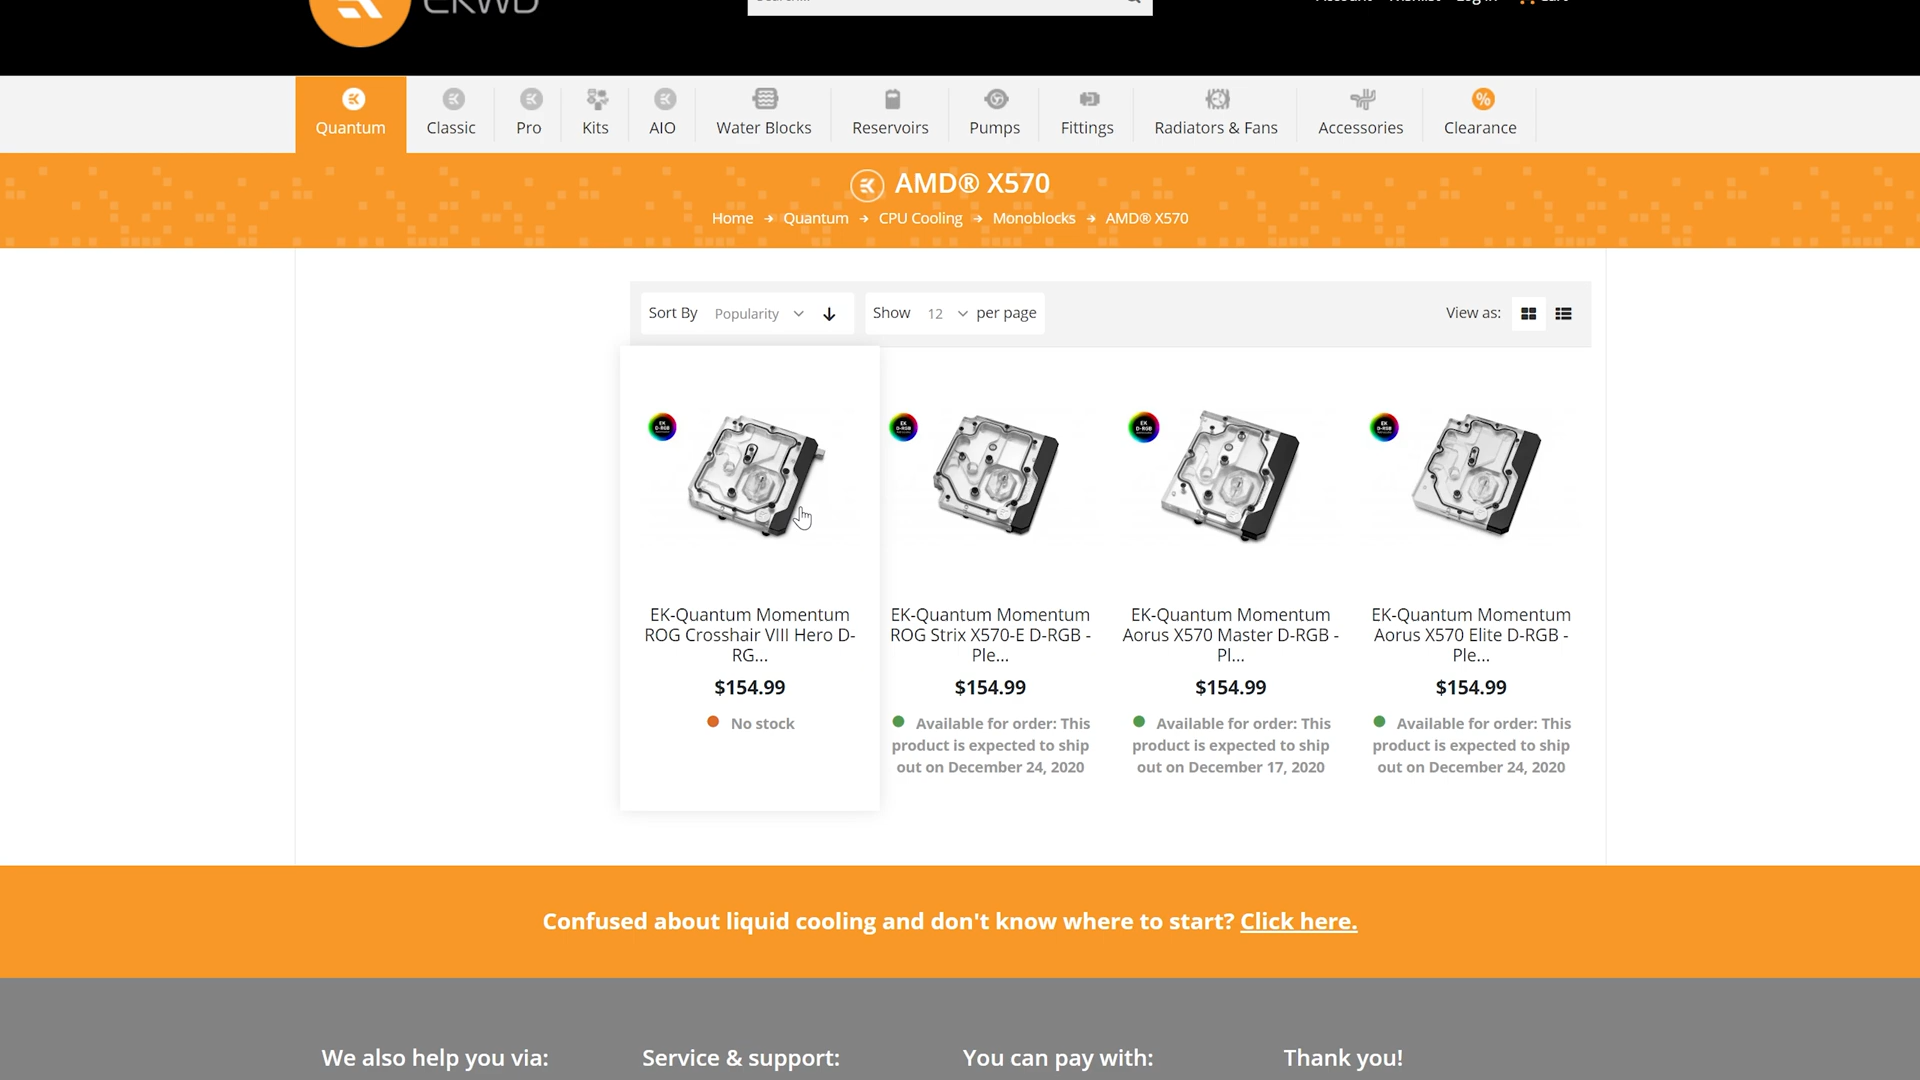 EKWB
Search...
Account Wishlist Log In Cart
Quantum Classic Pro Kits AIO Water Blocks Reservoirs Pumps Fittings Radiators & Fans Accessories Clearance
AMD® X570
Home → Quantum → CPU Cooling → Monoblocks → AMD® X570
Sort By Popularity Show 12 per page View as:
EK-Quantum Momentum
ROG Crosshair VIII Hero D-
RG...
$154.99
No stock
EK-Quantum Momentum
ROG Strix X570-E D-RGB -
Ple...
$154.99
Available for order: This
product is expected to ship
out on December 24, 2020
EK-Quantum Momentum
Aorus X570 Master D-RGB -
Pl...
$154.99
Available for order: This
product is expected to ship
out on December 17, 2020
EK-Quantum Momentum
Aorus X570 Elite D-RGB -
Ple...
$154.99
Available for order: This
product is expected to ship
out on December 24, 2020
Confused about liquid cooling and don't know where to start? Click here.
We also help you via: Service & support: You can pay with: Thank you!